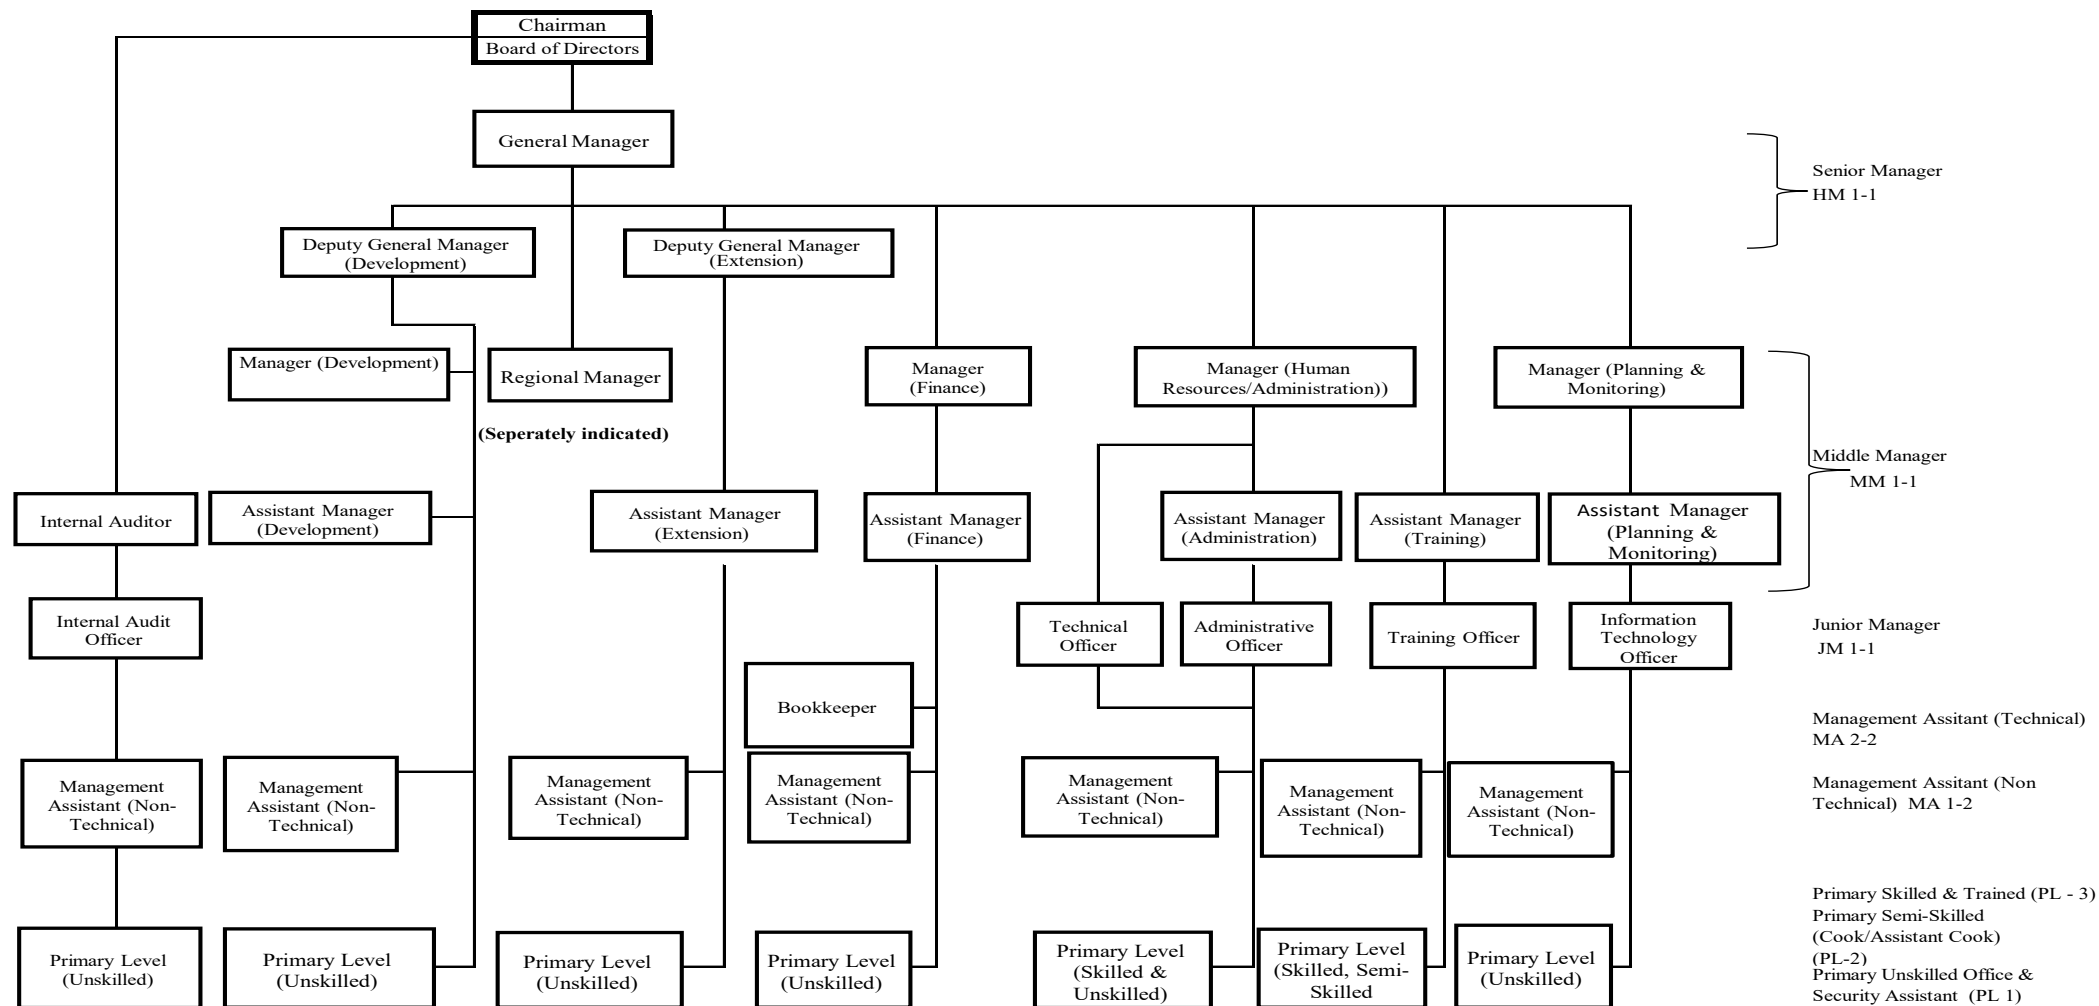 Chairman
Board of Directors
General Manager
Senior Manager
HM 1-1
Deputy General Manager
(Development)
Deputy General Manager
(Extension)
Manager (Development)
Regional Manager
(Seperately indicated)
Manager
(Finance)
Manager (Human
Resources/Administration))
Manager (Planning &
Monitoring)
Middle Manager
MM 1-1
Internal Auditor
Assistant Manager
(Development)
Assistant Manager
(Extension)
Assistant Manager
(Finance)
Assistant Manager
(Administration)
Assistant Manager
(Training)
Assistant Manager
(Planning &
Monitoring)
Internal Audit
Officer
Technical
Officer
Administrative
Officer
Training Officer
Information
Technology
Officer
Junior Manager
JM 1-1
Bookkeeper
Management Assitant (Technical)
MA 2-2
Management
Assistant (Non-
Technical)
Management
Assistant (Non-
Technical)
Management
Assistant (Non-
Technical)
Management
Assistant (Non-
Technical)
Management
Assistant (Non-
Technical)
Management
Assistant (Non-
Technical)
Management
Assistant (Non-
Technical)
Management Assitant (Non
Technical) MA 1-2
Primary Level
(Unskilled)
Primary Level
(Unskilled)
Primary Level
(Unskilled)
Primary Level
(Unskilled)
Primary Level
(Skilled &
Unskilled)
Primary Level
(Skilled, Semi-
Skilled
Primary Level
(Unskilled)
Primary Skilled & Trained (PL - 3)
Primary Semi-Skilled
(Cook/Assistant Cook)
(PL-2)
Primary Unskilled Office &
Security Assistant (PL 1)